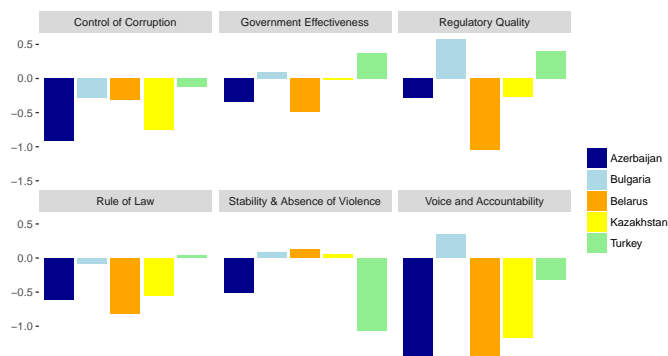 Control of Corruption
Government Effectiveness
Regulatory Quality
0.5
0.0
−0.5
−1.0
−1.5
Rule of Law
Stability & Absence of Violence
Voice and Accountability
0.5
0.0
−0.5
−1.0
Azerbaijan
Bulgaria
Belarus
Kazakhstan
Turkey